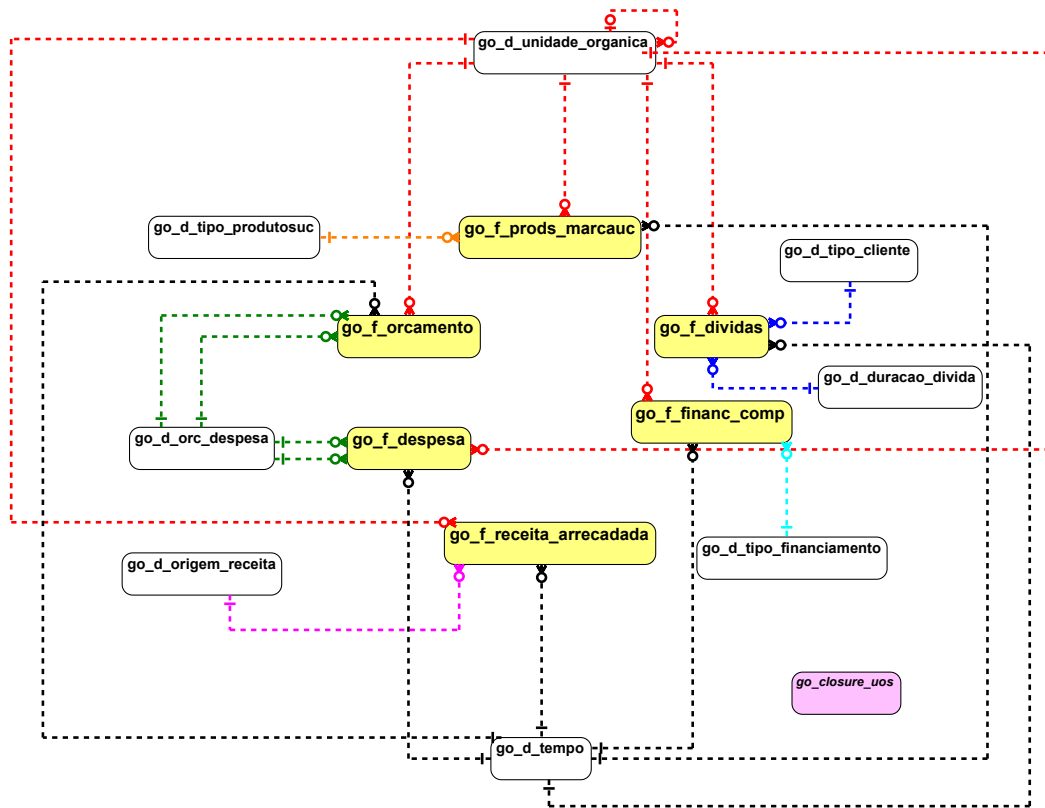 go_d_unidade_organica
go_d_tipo_produtosuc
go_f_prods_marcauc
go_d_tipo_cliente
go_f_orcamento
go_f_dividas
go_d_duracao_divida
go_f_financ_comp
go_d_orc_despesa
go_f_despesa
go_f_receita_arrecadada
go_d_tipo_financiamento
go_d_origem_receita
go_closure_uos
go_d_tempo